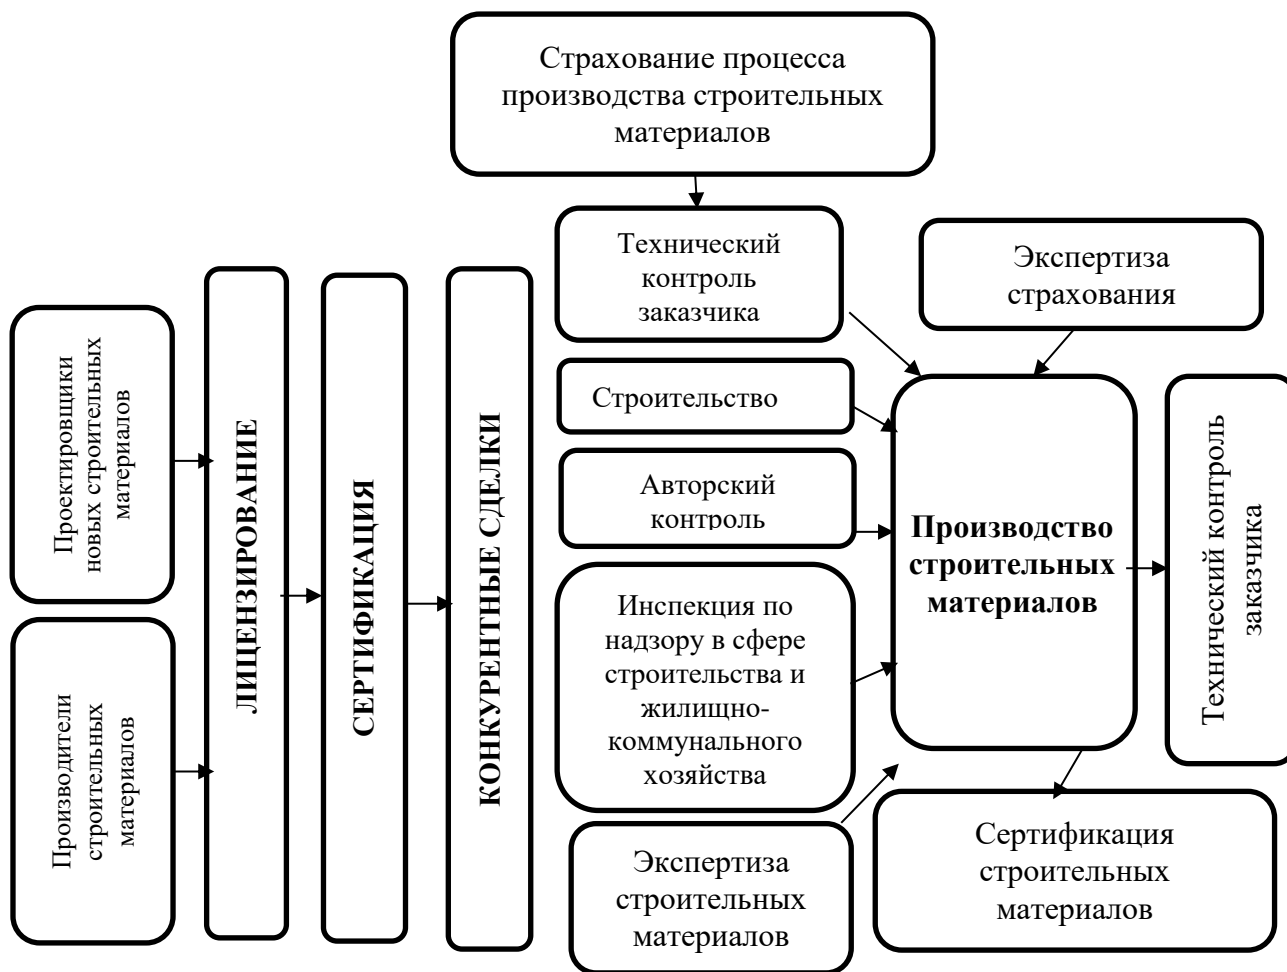 Страхование процесса
производства строительных
материалов
Технический
контроль
заказчика
Экспертиза
страхования
Проектировщики
новых строительных
материалов
Производители
строительных
материалов
ЛИЦЕНЗИРОВАНИЕ
СЕРТИФИКАЦИЯ
КОНКУРЕНТНЫЕ СДЕЛКИ
Строительство
Авторский
контроль
Инспекция по
надзору в сфере
строительства и
жилищно-
коммунального
хозяйства
Экспертиза
строительных
материалов
Производство
строительных
материалов
Технический контроль
заказчика
Сертификация
строительных
материалов